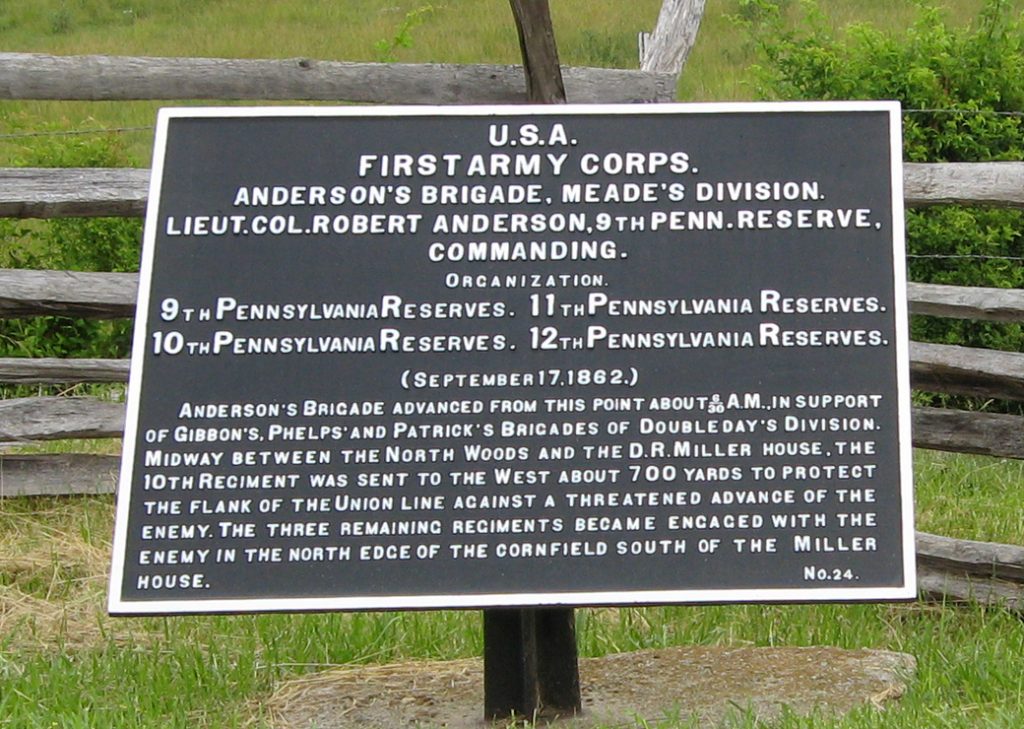 U.S.A.
FIRST ARMY CORPS.
ANDERSON'S BRIGADE, MEADE'S DIVISION.
LIEUT. COL. ROBERT ANDERSON, 9TH PENN. RESERVE,
COMMANDING.
ORGANIZATION.
9TH PENNSYLVANIA RESERVES. 11TH PENNSYLVANIA RESERVES.
10TH PENNSYLVANIA RESERVES. 12TH PENNSYLVANIA RESERVES.
(SEPTEMBER 17, 1862.)
ANDERSON'S BRIGADE ADVANCED FROM THIS POINT ABOUT 6/30 A.M., IN SUPPORT
OF GIBBON'S, PHELPS' AND PATRICK'S BRIGADES OF DOUBLEDAY'S DIVISION.
MIDWAY BETWEEN THE NORTH WOODS AND THE D.R. MILLER HOUSE, THE
10TH REGIMENT WAS SENT TO THE WEST ABOUT 700 YARDS TO PROTECT
THE FLANK OF THE UNION LINE AGAINST A THREATENED ADVANCE OF THE
ENEMY. THE THREE REMAINING REGIMENTS BECAME ENGAGED WITH THE
ENEMY IN THE NORTH EDGE OF THE CORNFIELD SOUTH OF THE MILLER
HOUSE. No. 24.